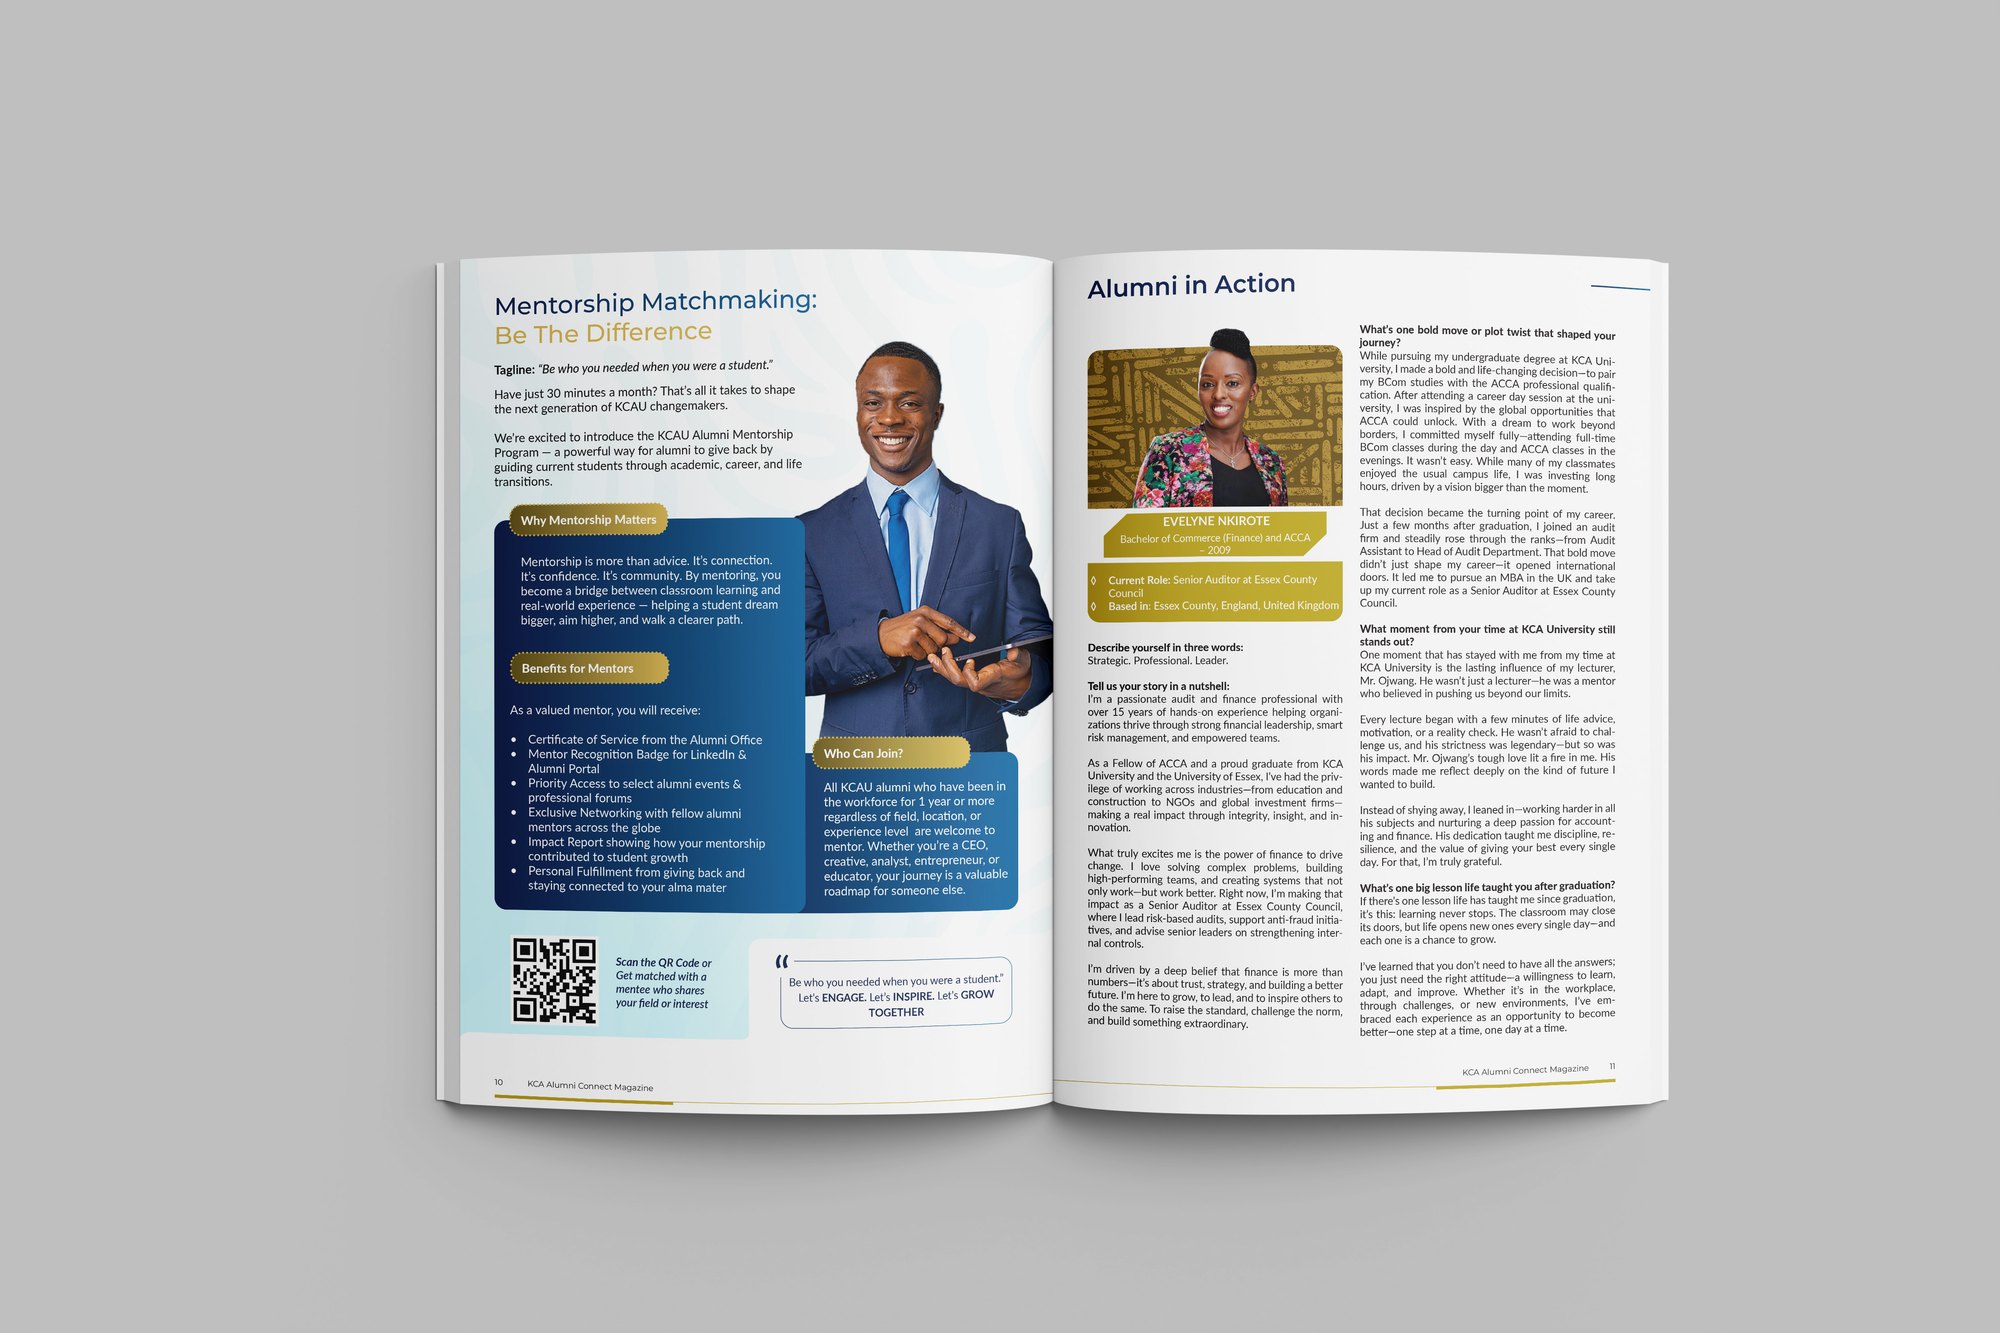 Mentorship Matchmaking:
Be The Difference
Tagline: “Be who you needed when you were a student.”
Have just 30 minutes a month? That’s all it takes to shape
the next generation of KCAU changemakers.
We’re excited to introduce the KCAU Alumni Mentorship
Program — a powerful way for alumni to give back by
guiding current students through academic, career, and life
transitions.
Why Mentorship Matters
Mentorship is more than advice. It’s connection.
It’s confidence. It’s community. By mentoring, you
become a bridge between classroom learning and
real-world experience — helping a student dream
bigger, aim higher, and walk a clearer path.
Benefits for Mentors
As a valued mentor, you will receive:
• Certificate of Service from the Alumni Office
• Mentor Recognition Badge for LinkedIn &
Alumni Portal
• Priority Access to select alumni events &
professional forums
• Exclusive Networking with fellow alumni
mentors across the globe
• Impact Report showing how your mentorship
contributed to student growth
• Personal Fulfillment from giving back and
staying connected to your alma mater
Who Can Join?
All KCAU alumni who have been in
the workforce for 1 year or more
regardless of field, location, or
experience level are welcome to
mentor. Whether you’re a CEO,
creative, analyst, entrepreneur, or
educator, your journey is a valuable
roadmap for someone else.
Scan the QR Code or
Get matched with a
mentee who shares
your field or interest
“
Be who you needed when you were a student.”
Let’s ENGAGE. Let’s INSPIRE. Let’s GROW
TOGETHER
10 KCA Alumni Connect Magazine
Alumni in Action
EVELYNE NKIROTE
Bachelor of Commerce (Finance) and ACCA
– 2009
◊ Current Role: Senior Auditor at Essex County
Council
◊ Based in: Essex County, England, United Kingdom
Describe yourself in three words:
Strategic. Professional. Leader.
Tell us your story in a nutshell:
I’m a passionate audit and finance professional with
over 15 years of hands-on experience helping organi-
zations thrive through strong financial leadership, smart
risk management, and empowered teams.
As a Fellow of ACCA and a proud graduate from KCA
University and the University of Essex, I’ve had the priv-
ilege of working across industries—from education and
construction to NGOs and global investment firms—
making a real impact through integrity, insight, and in-
novation.
What truly excites me is the power of finance to drive
change. I love solving complex problems, building
high-performing teams, and creating systems that not
only work—but work better. Right now, I’m making that
impact as a Senior Auditor at Essex County Council,
where I lead risk-based audits, support anti-fraud initia-
tives, and advise senior leaders on strengthening inter-
nal controls.
I’m driven by a deep belief that finance is more than
numbers—it’s about trust, strategy, and building a better
future. I’m here to grow, to lead, and to inspire others to
do the same. To raise the standard, challenge the norm,
and build something extraordinary.
What’s one bold move or plot twist that shaped your
journey?
While pursuing my undergraduate degree at KCA Uni-
versity, I made a bold and life-changing decision—to pair
my BCom studies with the ACCA professional qualifi-
cation. After attending a career day session at the uni-
versity, I was inspired by the global opportunities that
ACCA could unlock. With a dream to work beyond
borders, I committed myself fully—attending full-time
BCom classes during the day and ACCA classes in the
evenings. It wasn’t easy. While many of my classmates
enjoyed the usual campus life, I was investing long
hours, driven by a vision bigger than the moment.
That decision became the turning point of my career.
Just a few months after graduation, I joined an audit
firm and steadily rose through the ranks—from Audit
Assistant to Head of Audit Department. That bold move
didn’t just shape my career—it opened international
doors. It led me to pursue an MBA in the UK and take
up my current role as a Senior Auditor at Essex County
Council.
What moment from your time at KCA University still
stands out?
One moment that has stayed with me from my time at
KCA University is the lasting influence of my lecturer,
Mr. Ojwang. He wasn’t just a lecturer—he was a mentor
who believed in pushing us beyond our limits.
Every lecture began with a few minutes of life advice,
motivation, or a reality check. He wasn’t afraid to chal-
lenge us, and his strictness was legendary—but so was
his impact. Mr. Ojwang’s tough love lit a fire in me. His
words made me reflect deeply on the kind of future I
wanted to build.
Instead of shying away, I leaned in—working harder in all
his subjects and nurturing a deep passion for account-
ing and finance. His dedication taught me discipline, re-
silience, and the value of giving your best every single
day. For that, I’m truly grateful.
What’s one big lesson life taught you after graduation?
If there’s one lesson life has taught me since graduation,
it’s this: learning never stops. The classroom may close
its doors, but life opens new ones every single day—and
each one is a chance to grow.
I’ve learned that you don’t need to have all the answers;
you just need the right attitude—a willingness to learn,
adapt, and improve. Whether it’s in the workplace,
through challenges, or new environments, I’ve em-
braced each experience as an opportunity to become
better—one step at a time, one day at a time.
KCA Alumni Connect Magazine 11